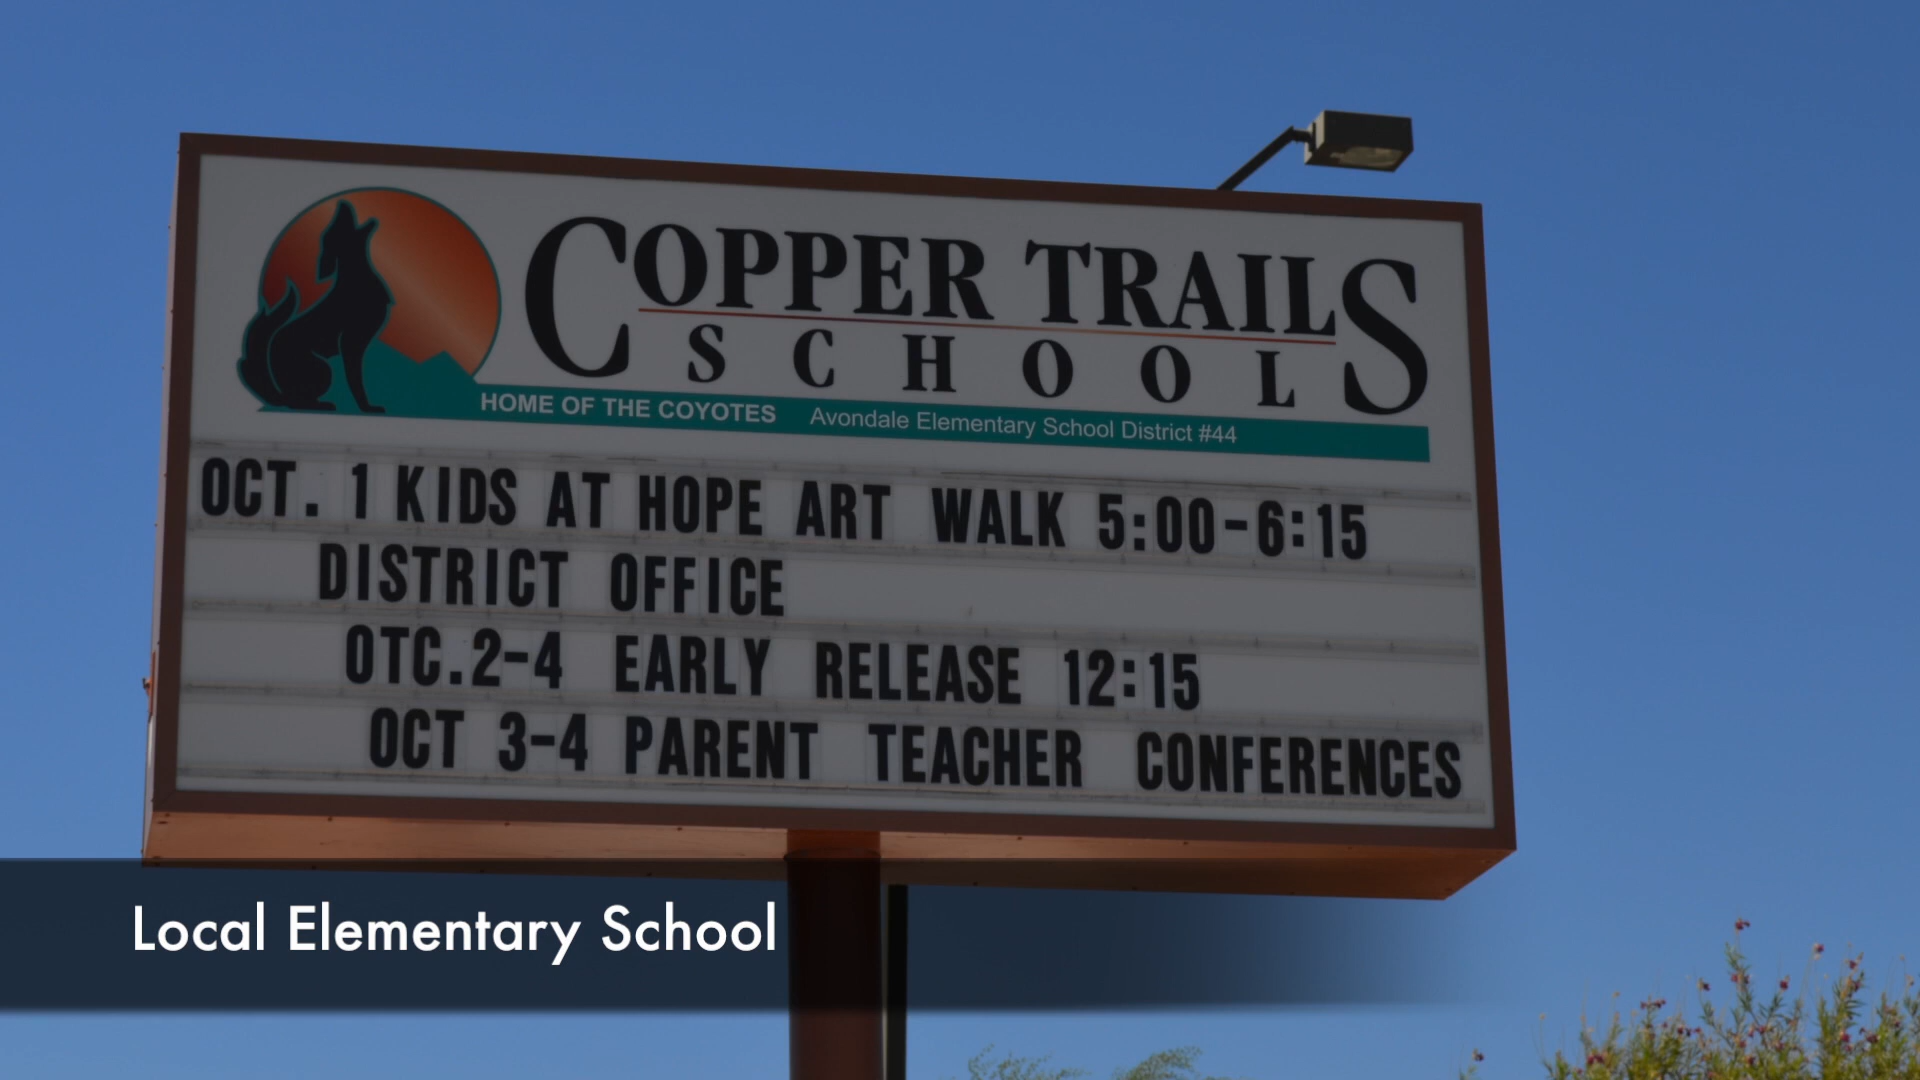 COPPER TRAILS
SCHOOL
HOME OF THE COYOTES Avondale Elementary School District #44
OCT. 1 KIDS AT HOPE ART WALK 5:00-6:15
DISTRICT OFFICE
OTC.2-4 EARLY RELEASE 12:15
OCT 3-4 PARENT TEACHER CONFERENCES
Local Elementary School